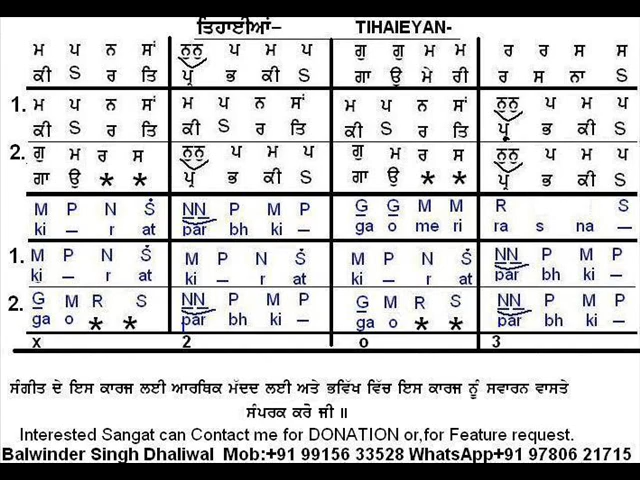 ਤਿਹਾਈਆਂ– TIHAIEYAN-
ਮ ਪ ਨ ਸਾਂ ਨੁਨੁ ਪ ਮ ਪ ਗੁ ਗੁ ਮ ਮ ਰ ਰ ਸ ਸ
ਕੀ S ਰ ਤਿ ਪ੍ਰ ਭ ਕੀ S ਗਾ ਉ ਮੇ ਰੀ ਰ ਸ ਨਾ S
1. ਮ ਪ ਨ ਸਾਂ ਮ ਪ ਨ ਸਾਂ ਮ ਪ ਨ ਸਾਂ ਨੁਨੁ ਪ ਮ ਪ
ਕੀ S ਰ ਤਿ ਕੀ S ਰ ਤਿ ਕੀ S ਰ ਤਿ ਪ੍ਰ ਭ ਕੀ S
2. ਗੁ ਮ ਰ ਸ ਨੁਨੁ ਪ ਮ ਪ ਗੁ ਮ ਰ ਸ ਨੁਨੁ ਪ ਮ ਪ
ਗਾ ਉ * * ਪ੍ਰ ਭ ਕੀ S ਗਾ ਉ * * ਪ੍ਰ ਭ ਕੀ S
M P N Ṡ NN P M P G G M M R S
ki – r at par bh ki – ga o me ri ra s na –
1. M P N Ṡ M P N Ṡ M P N Ṡ NN P M P
ki – r at ki – r at ki – r at par bh ki –
2. G M R S NN P M P G M R S NN P M P
ga o * * par bh ki – ga o * * par bh ki –
x 2 o 3
ਸੰਗੀਤ ਦੇ ਇਸ ਕਾਰਜ ਲਈ ਆਰਥਿਕ ਮੱਦਦ ਲਈ ਅਤੇ ਭਵਿੱਖ ਵਿੱਚ ਇਸ ਕਾਰਜ ਨੂੰ ਸਵਾਰਨ ਵਾਸਤੇ
ਸੰਪਰਕ ਕਰੋ ਜੀ ॥
Interested Sangat can Contact me for DONATION or,for Feature request.
Balwinder Singh Dhaliwal Mob:+91 99156 33528 WhatsApp+91 97806 21715